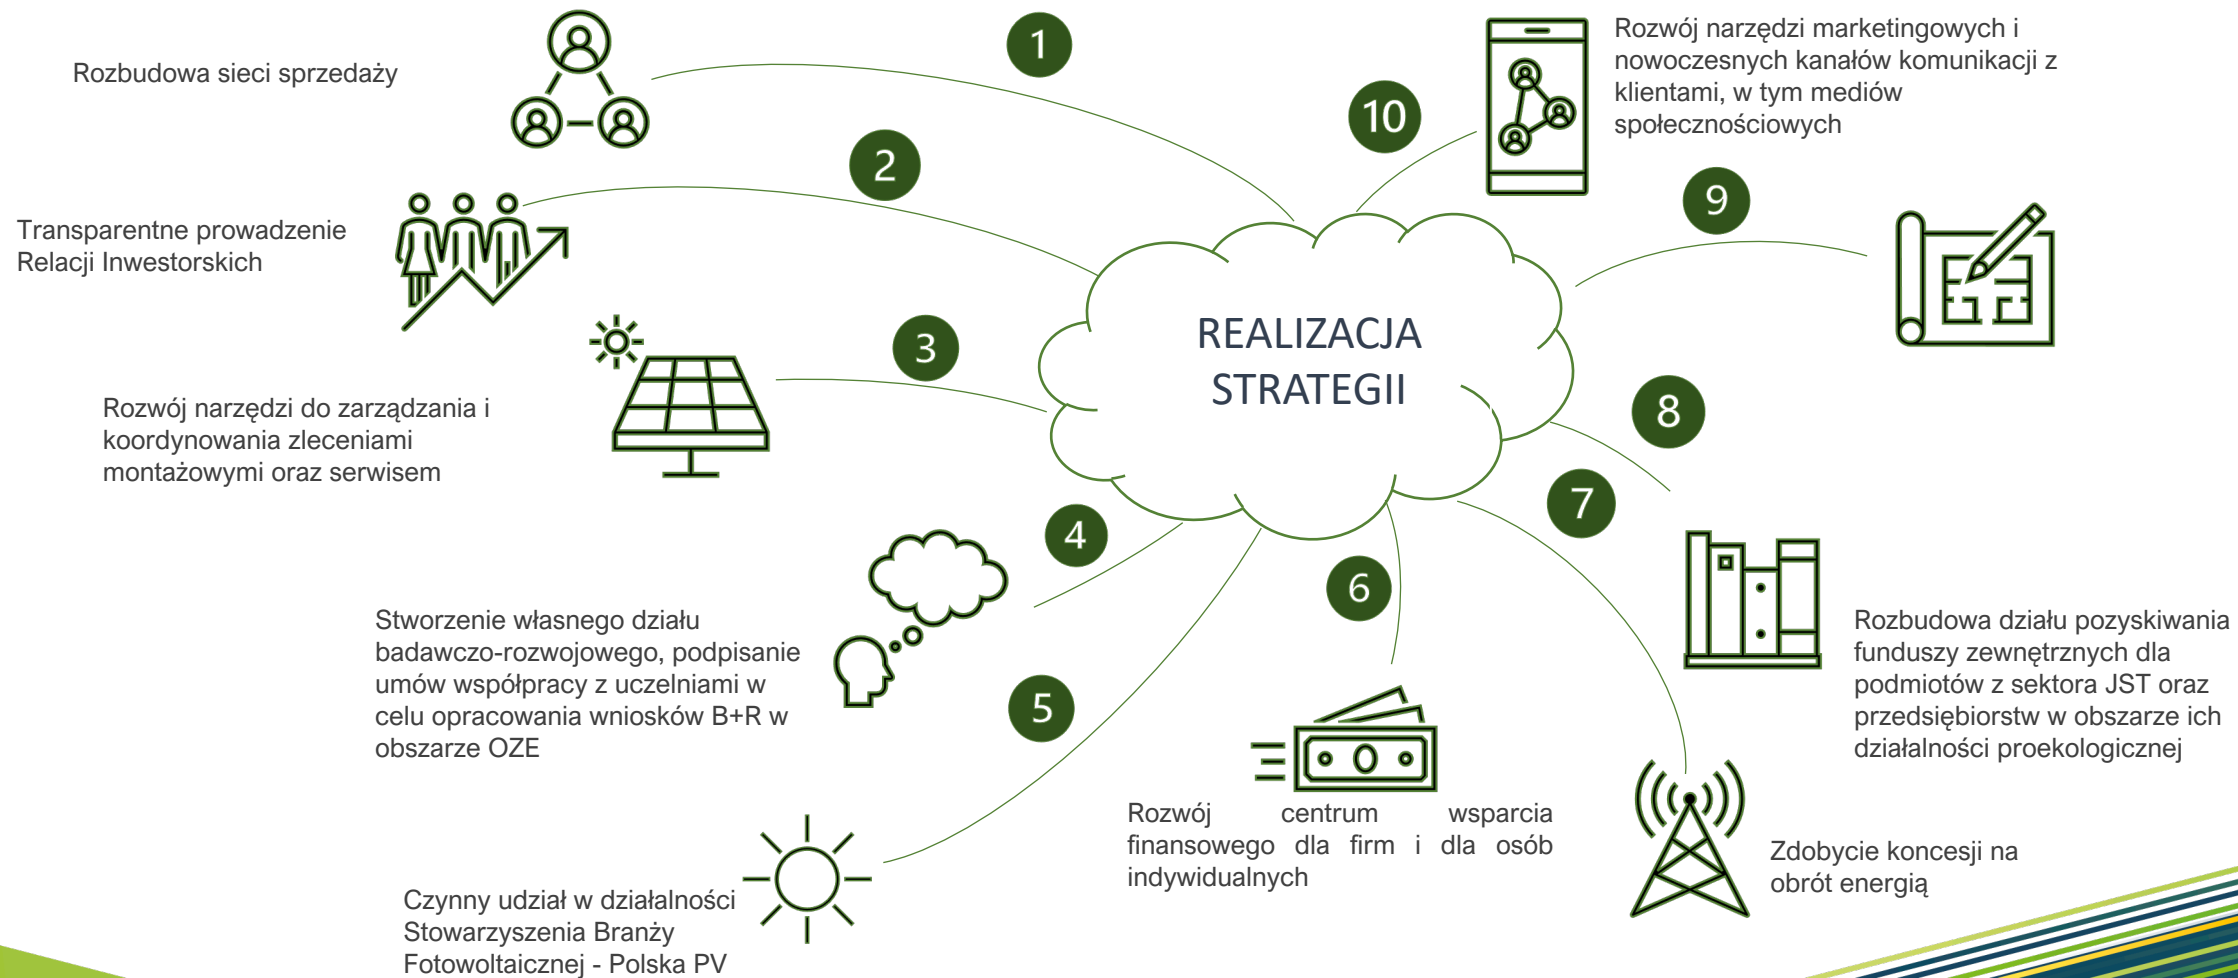 Rozbudowa sieci sprzedaży
1
Transparentne prowadzenie
Relacji Inwestorskich
2
Rozwój narzędzi do zarządzania i
koordynowania zleceniami
montażowymi oraz serwisem
3
Stworzenie własnego działu
badawczo-rozwojowego, podpisanie
umów współpracy z uczelniami w
celu opracowania wniosków B+R w
obszarze OZE
4
Czynny udział w działalności
Stowarzyszenia Branży
Fotowoltaicznej - Polska PV
5
REALIZACJA
STRATEGII
6
Rozwój centrum wsparcia
finansowego dla firm i dla osób
indywidualnych
7
Zdobycie koncesji na
obrót energią
8
Rozbudowa działu pozyskiwania
funduszy zewnętrznych dla
podmiotów z sektora JST oraz
przedsiębiorstw w obszarze ich
działalności proekologicznej
9
10
Rozwój narzędzi marketingowych i
nowoczesnych kanałów komunikacji z
klientami, w tym mediów
społecznościowych